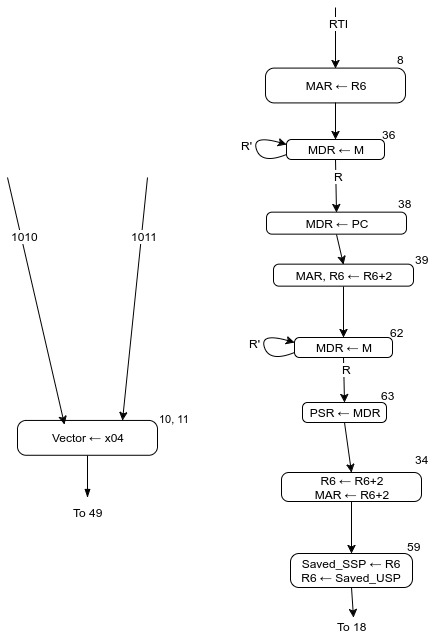 RTI
8
MAR ← R6
36
R'
MDR ← M
R
38
MDR ← PC
39
MAR, R6 ← R6+2
62
R'
MDR ← M
R
63
PSR ← MDR
34
R6 ← R6+2
MAR ← R6+2
59
Saved_SSP ← R6
R6 ← Saved_USP
To 18
1010
1011
10, 11
Vector ← x04
To 49